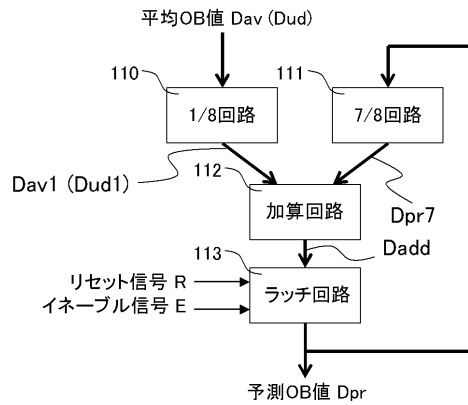 平均OB値 Dav (Dud)
110
111
1/8回路
7/8回路
Dav1 (Dud1)
112
Dpr7
加算回路
Dadd
113
リセット信号 R
イネーブル信号 E
ラッチ回路
予測OB値 Dpr